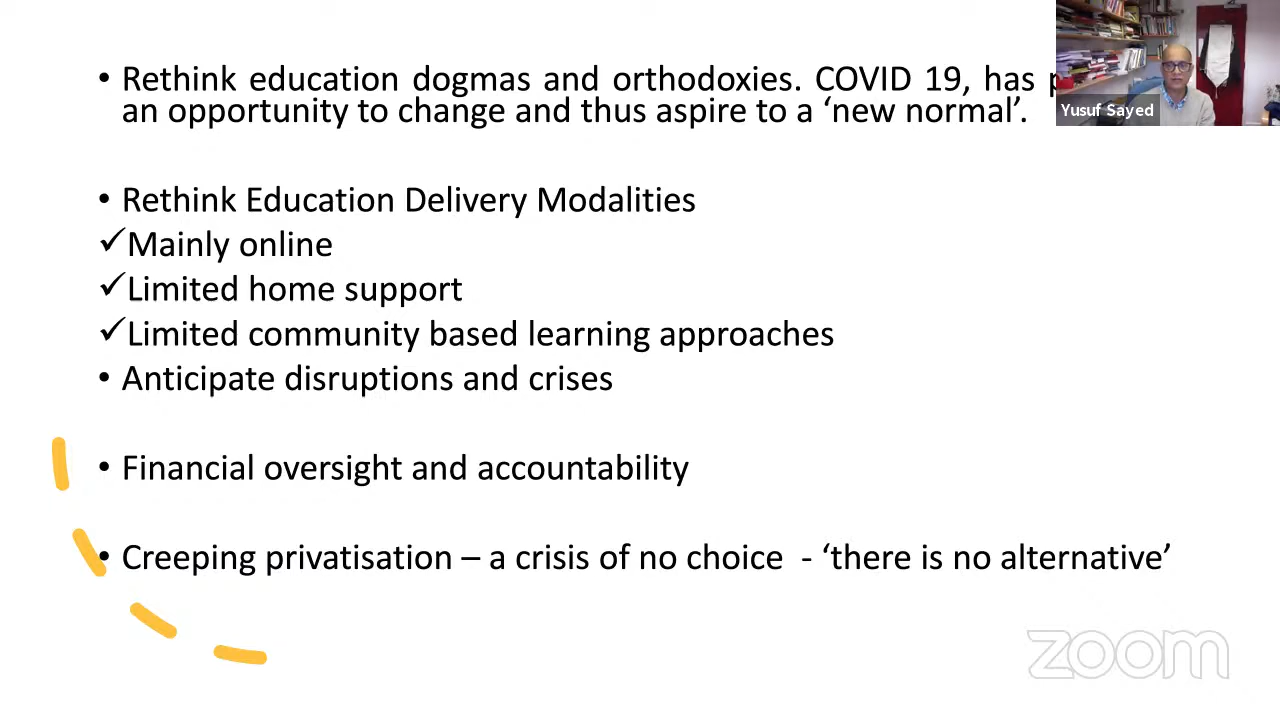 • Rethink education dogmas and orthodoxies. COVID 19, has
an opportunity to change and thus aspire to a ‘new normal’.
Yusuf Sayed
• Rethink Education Delivery Modalities
✓Mainly online
✓Limited home support
✓Limited community based learning approaches
• Anticipate disruptions and crises
• Financial oversight and accountability
• Creeping privatisation – a crisis of no choice - ‘there is no alternative’
zoom